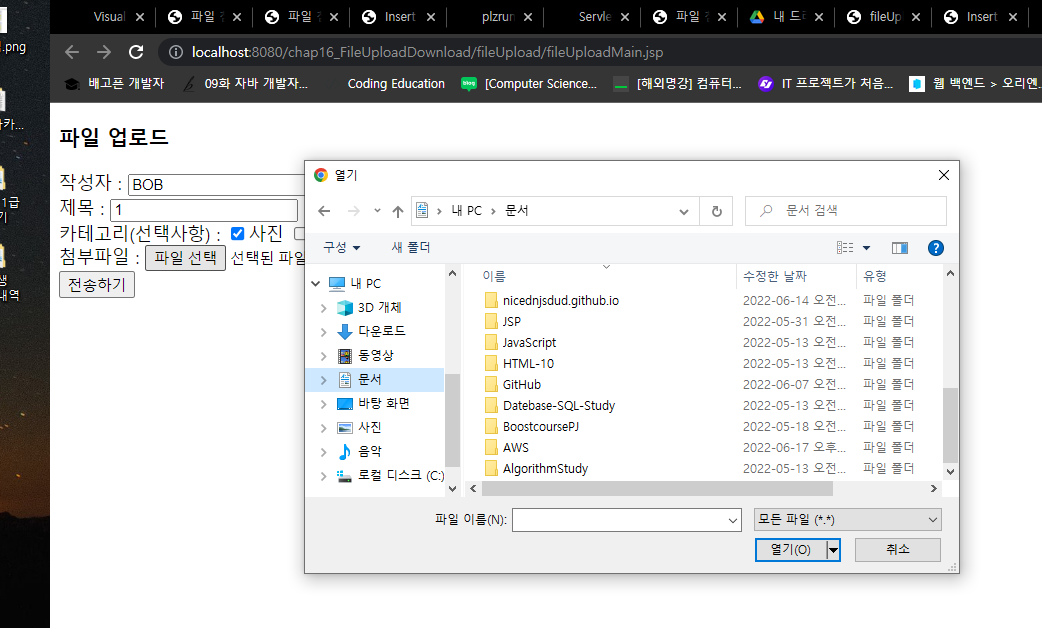 .png
Visual
파일
파일
Insert
plzrun
Servle
파일
내 드
fileUp
Insert
localhost:8080/chap16_FileUploadDownload/fileUpload/fileUploadMain.jsp
배고픈 개발자
09화 자바 개발자...
Coding Education
blog
[Computer Science...
[해외명강] 컴퓨터...
IT 프로젝트가 처음...
웹 백엔드 > 오리엔...
파일 업로드
작성자 : BOB
제목 : 1
카테고리(선택사항) : 사진
첨부파일 : 파일 선택 선택된 파일
전송하기
1급
내역
열기
내 PC > 문서
문서 검색
구성
새 폴더
내 PC
3D 개체
다운로드
동영상
문서
바탕 화면
사진
음악
로컬 디스크 (C:)
이름 수정한 날짜 유형
nicednjsdud.github.io 2022-06-14 오전... 파일 폴더
JSP 2022-05-31 오전... 파일 폴더
JavaScript 2022-05-13 오전... 파일 폴더
HTML-10 2022-05-13 오전... 파일 폴더
GitHub 2022-06-07 오전... 파일 폴더
Datebase-SQL-Study 2022-05-13 오전... 파일 폴더
BoostcoursePJ 2022-05-18 오전... 파일 폴더
AWS 2022-06-17 오후... 파일 폴더
AlgorithmStudy 2022-05-13 오전... 파일 폴더
파일 이름(N):
모든 파일 (*.*)
열기(O)
취소